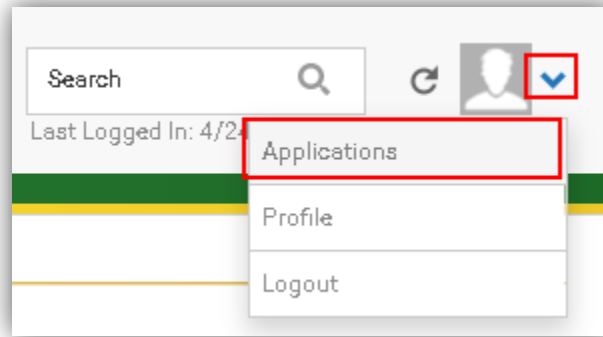 Search
Last Logged In: 4/24
Applications
Profile
Logout